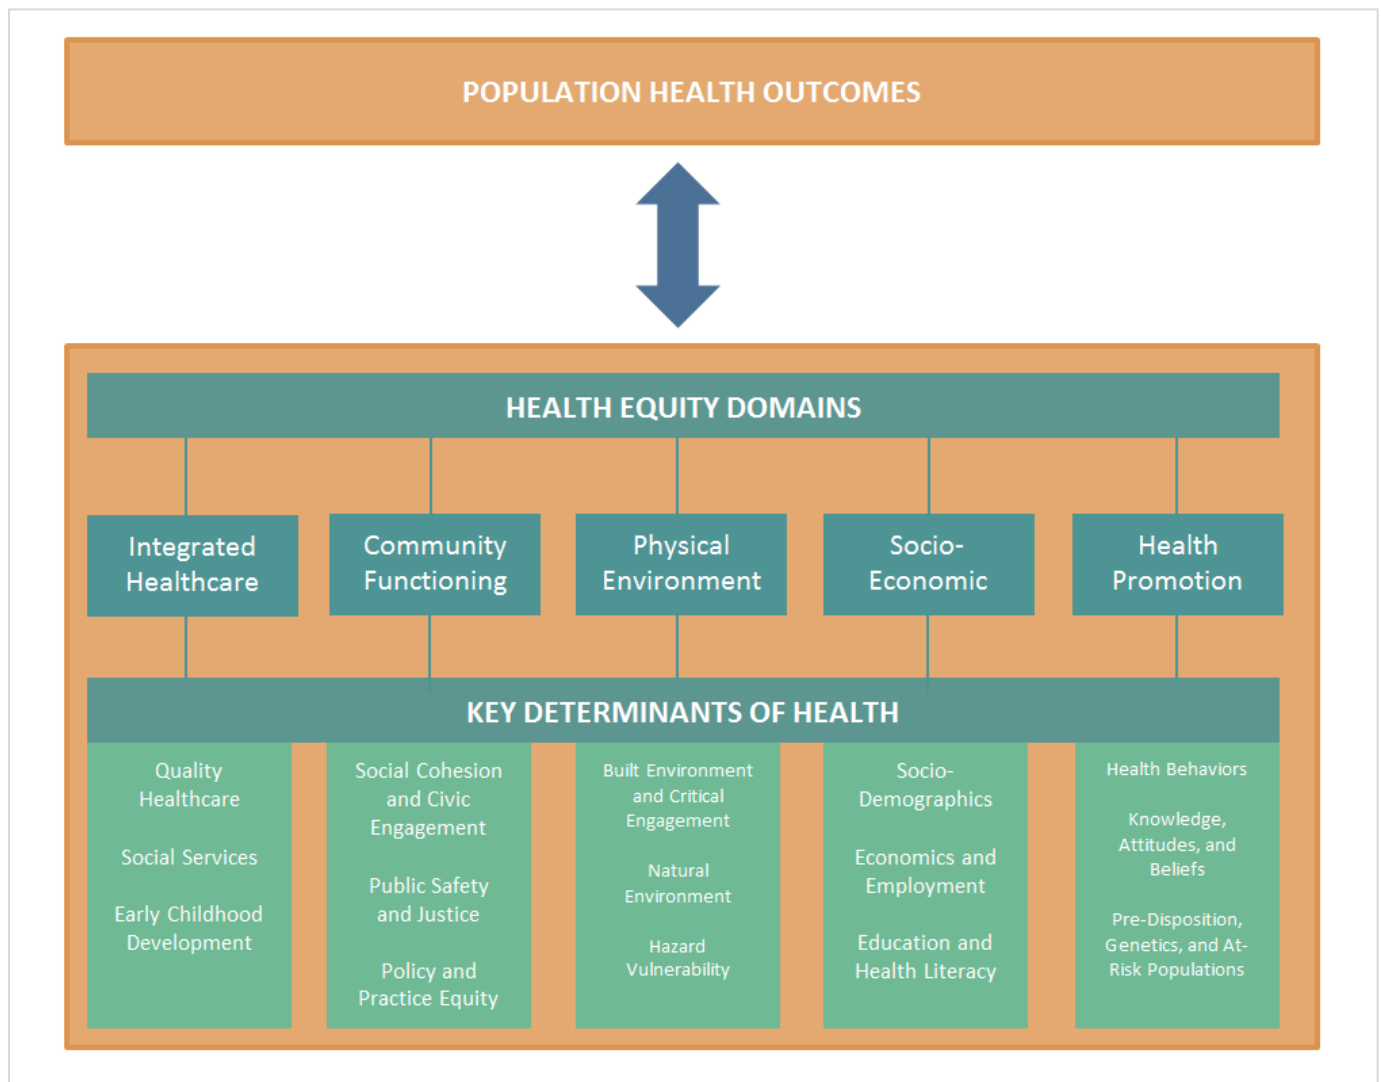 POPULATION HEALTH OUTCOMES
HEALTH EQUITY DOMAINS
Integrated
Healthcare
Community
Functioning
Physical
Environment
Socio-
Economic
Health
Promotion
KEY DETERMINANTS OF HEALTH
Quality
Healthcare
Social Services
Early Childhood
Development
Social Cohesion
and Civic
Engagement
Public Safety
and Justice
Policy and
Practice Equity
Built Environment
and Critical
Engagement
Natural
Environment
Hazard
Vulnerability
Socio-
Demographics
Economics and
Employment
Education and
Health Literacy
Health Behaviors
Knowledge,
Attitudes, and
Beliefs
Pre-Disposition,
Genetics, and At-
Risk Populations